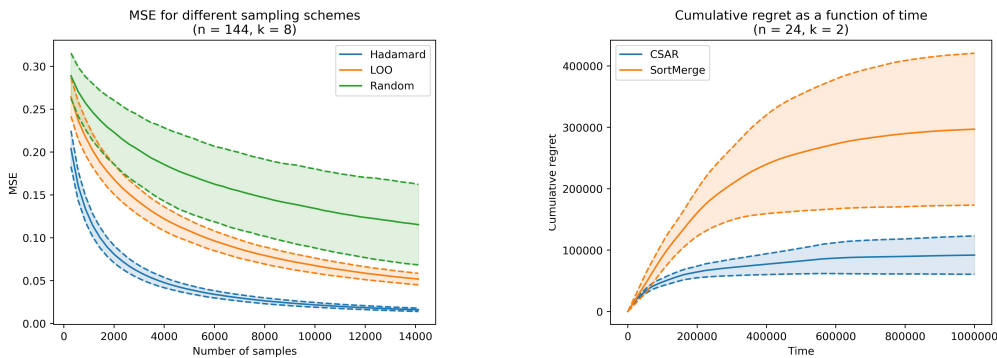 MSE for different sampling schemes
(n = 144, k = 8)
MSE
0.30
0.25
0.20
0.15
0.10
0.05
0.00
Hadamard
LOO
Random
0 2000 4000 6000 8000 10000 12000 14000
Number of samples
Cumulative regret as a function of time
(n = 24, k = 2)
Cumulative regret
400000
300000
200000
100000
0
CSAR
SortMerge
0 200000 400000 600000 800000 1000000
Time